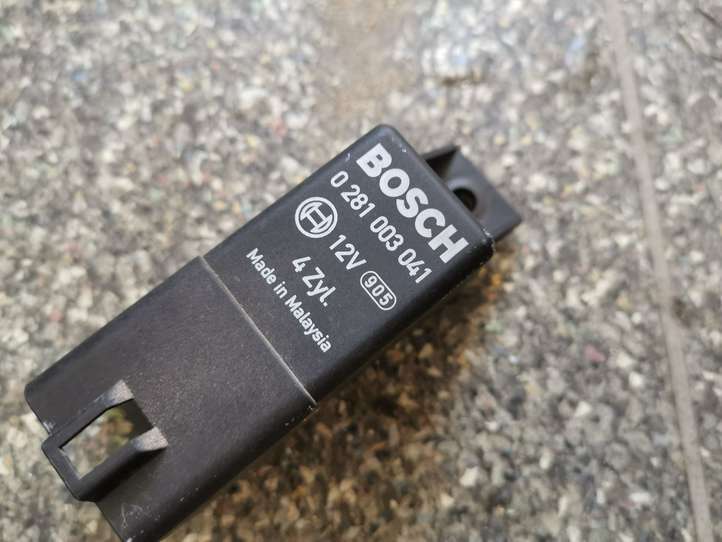 BOSCH
0 281 003 041
12V 905
4 Zyl.
Made in Malaysia